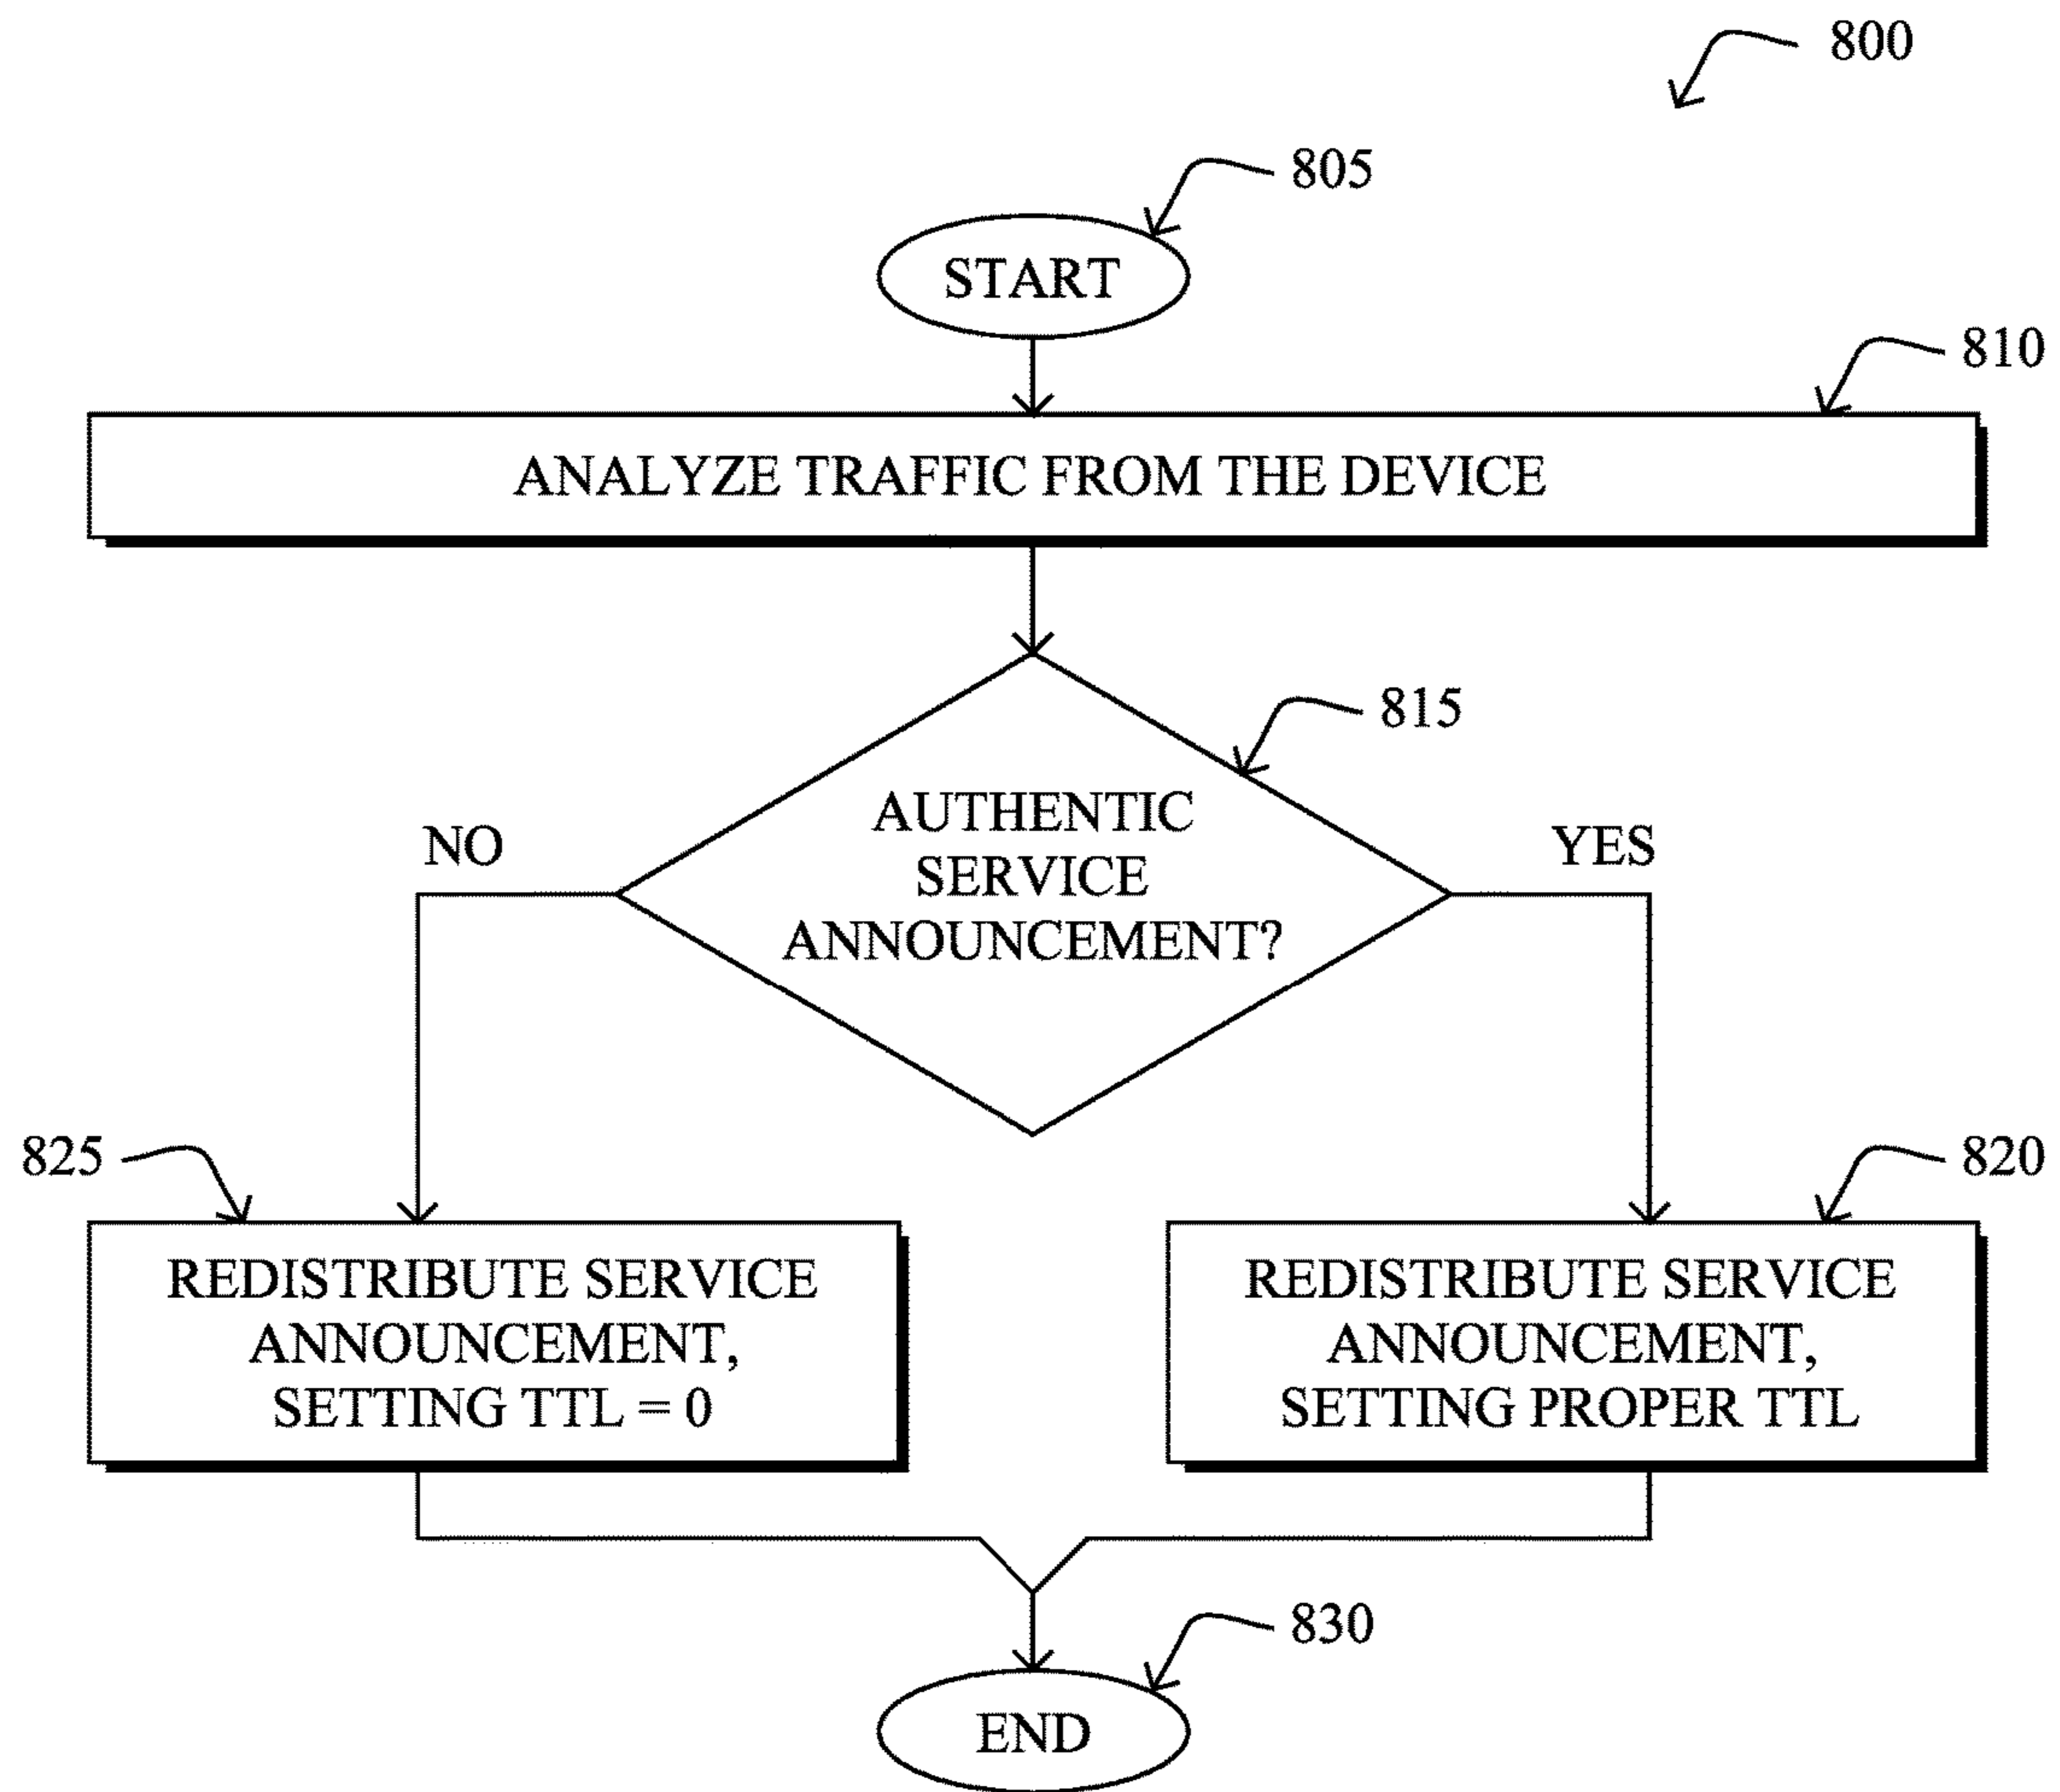 800
805
START
810
ANALYZE TRAFFIC FROM THE DEVICE
815
AUTHENTIC
SERVICE
ANNOUNCEMENT?
NO
YES
825
820
REDISTRIBUTE SERVICE
ANNOUNCEMENT,
SETTING TTL = 0
REDISTRIBUTE SERVICE
ANNOUNCEMENT,
SETTING PROPER TTL
830
END